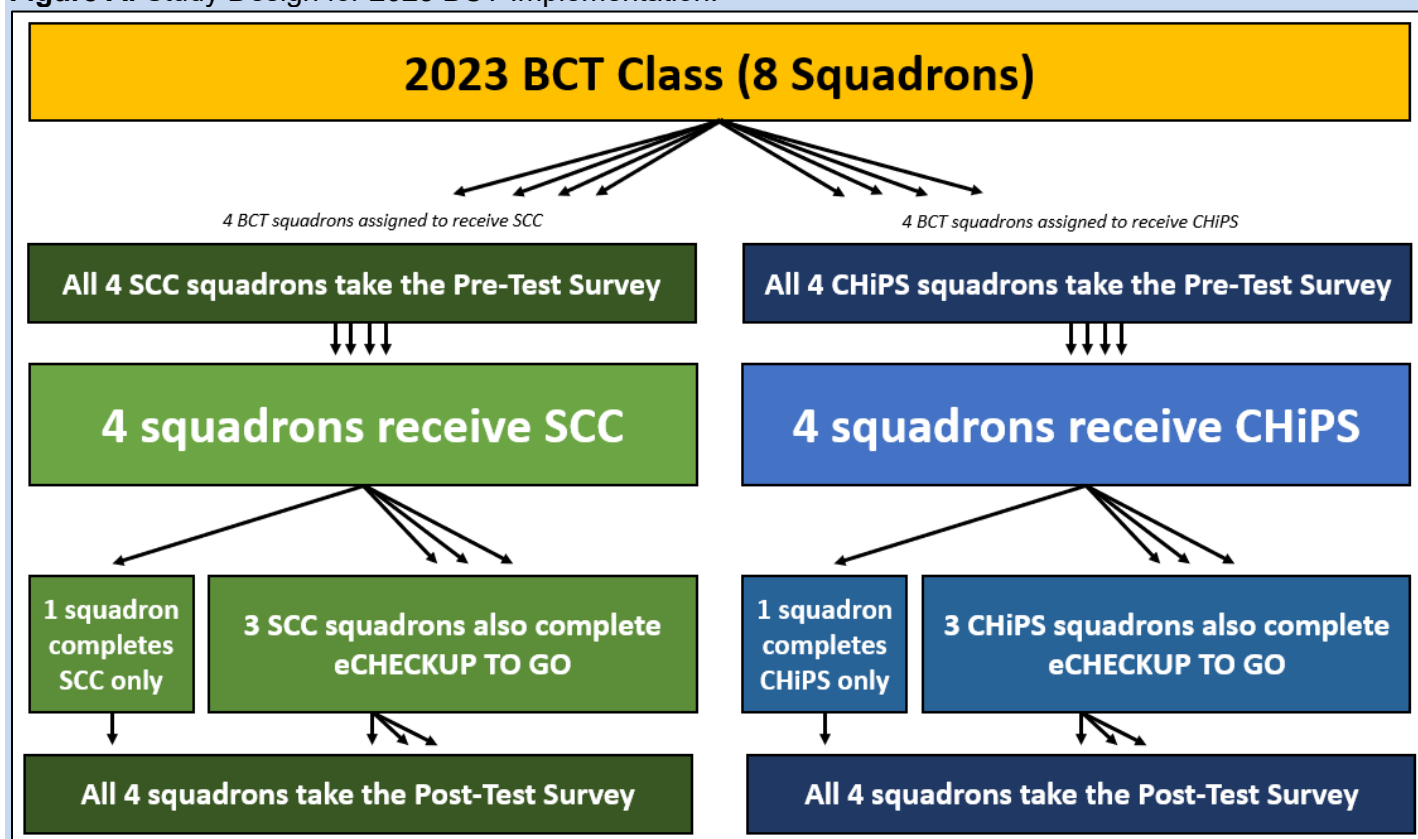 2023 BCT Class (8 Squadrons)
4 BCT squadrons assigned to receive SCC
4 BCT squadrons assigned to receive CHiPS
All 4 SCC squadrons take the Pre-Test Survey
All 4 CHiPS squadrons take the Pre-Test Survey
4 squadrons receive SCC
4 squadrons receive CHiPS
1 squadron
completes
SCC only
3 SCC squadrons also complete
eCHECKUP TO GO
1 squadron
completes
CHiPS only
3 CHiPS squadrons also complete
eCHECKUP TO GO
All 4 squadrons take the Post-Test Survey
All 4 squadrons take the Post-Test Survey